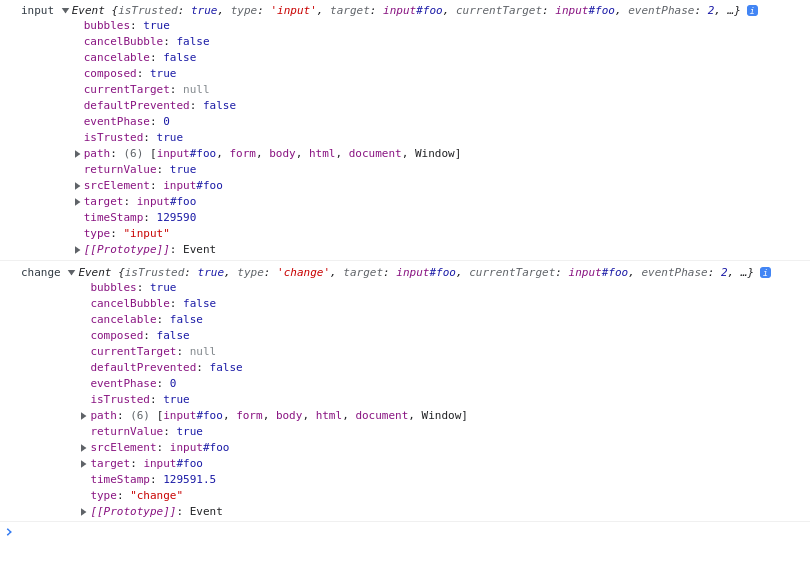 input ▼Event {isTrusted: true, type: 'input', target: input#foo, currentTarget: input#foo, eventPhase: 2, …} i
bubbles: true
cancelBubble: false
cancelable: false
composed: true
currentTarget: null
defaultPrevented: false
eventPhase: 0
isTrusted: true
▶path: (6) [input#foo, form, body, html, document, Window]
returnValue: true
▶srcElement: input#foo
▶target: input#foo
timeStamp: 129590
type: "input"
▶[[Prototype]]: Event
change ▼Event {isTrusted: true, type: 'change', target: input#foo, currentTarget: input#foo, eventPhase: 2, …} i
bubbles: true
cancelBubble: false
cancelable: false
composed: false
currentTarget: null
defaultPrevented: false
eventPhase: 0
isTrusted: true
▶path: (6) [input#foo, form, body, html, document, Window]
returnValue: true
▶srcElement: input#foo
▶target: input#foo
timeStamp: 129591.5
type: "change"
▶[[Prototype]]: Event
›